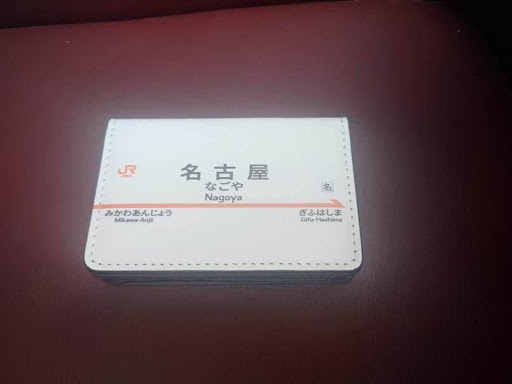 JR
名古屋
なごや
Nagoya
名
みかわあんじょう
Mikawa-Anjō
ぎふはしま
Gifu-Hashima